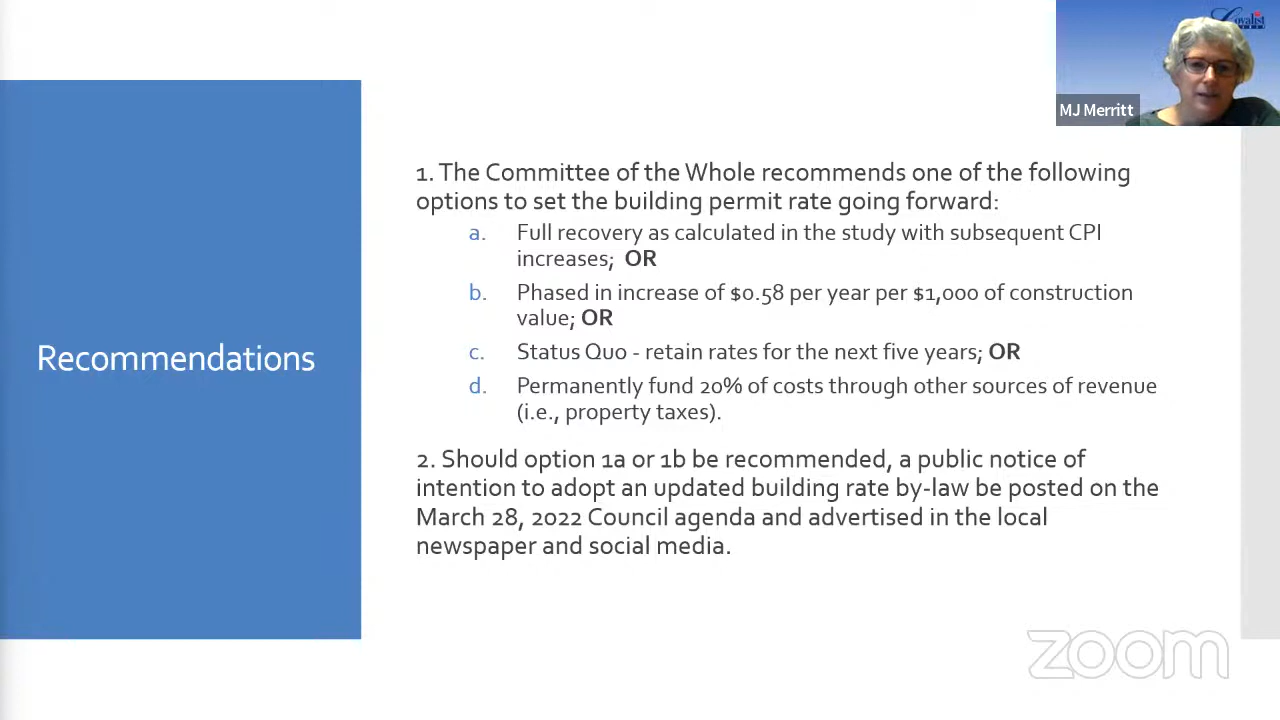 Loyalist
MJ Merritt
1. The Committee of the Whole recommends one of the following
options to set the building permit rate going forward:
a. Full recovery as calculated in the study with subsequent CPI
increases; OR
b. Phased in increase of $0.58 per year per $1,000 of construction
value; OR
c. Status Quo - retain rates for the next five years; OR
d. Permanently fund 20% of costs through other sources of revenue
(i.e., property taxes).
Recommendations
2. Should option 1a or 1b be recommended, a public notice of
intention to adopt an updated building rate by-law be posted on the
March 28, 2022 Council agenda and advertised in the local
newspaper and social media.
zoom